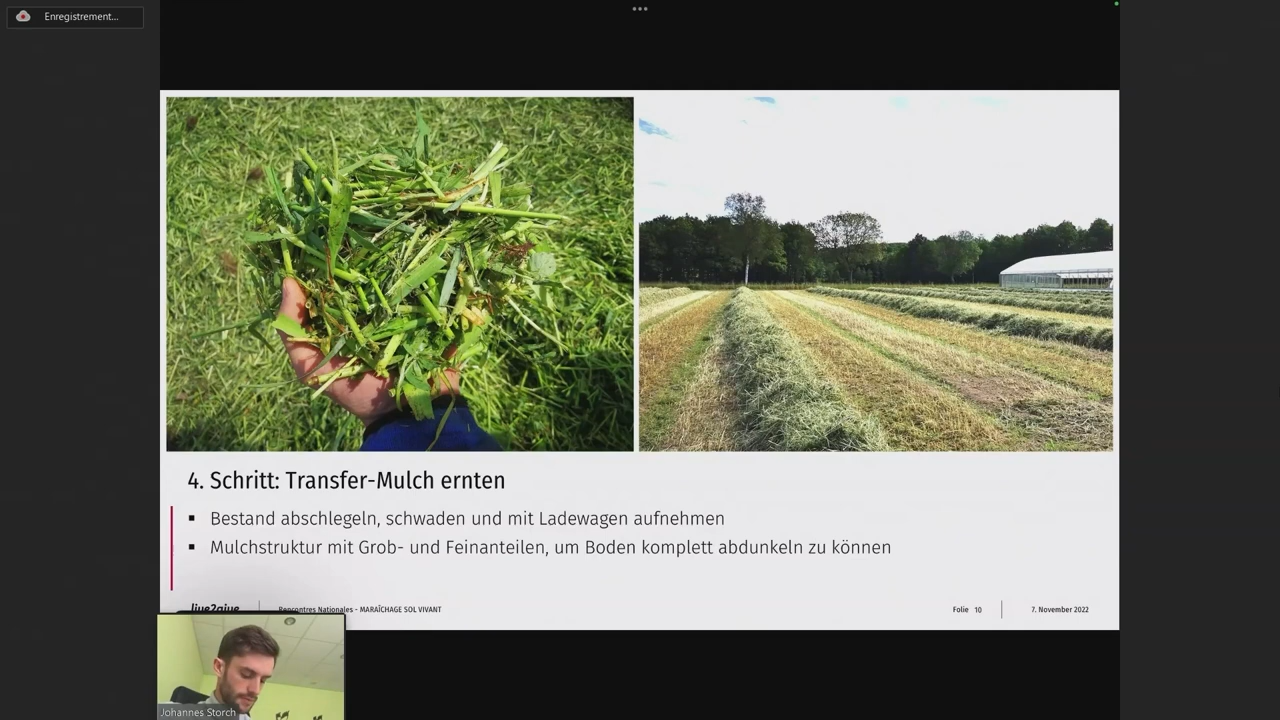 Enregistrement...
4. Schritt: Transfer-Mulch ernten
▪ Bestand abschlegeln, schwaden und mit Ladewagen aufnehmen
▪ Mulchstruktur mit Grob- und Feinanteilen, um Boden komplett abdunkeln zu können
live2give
Rencontres Nationales - MARAÎCHAGE SOL VIVANT
Folie 10
7. November 2022
Johannes Storch